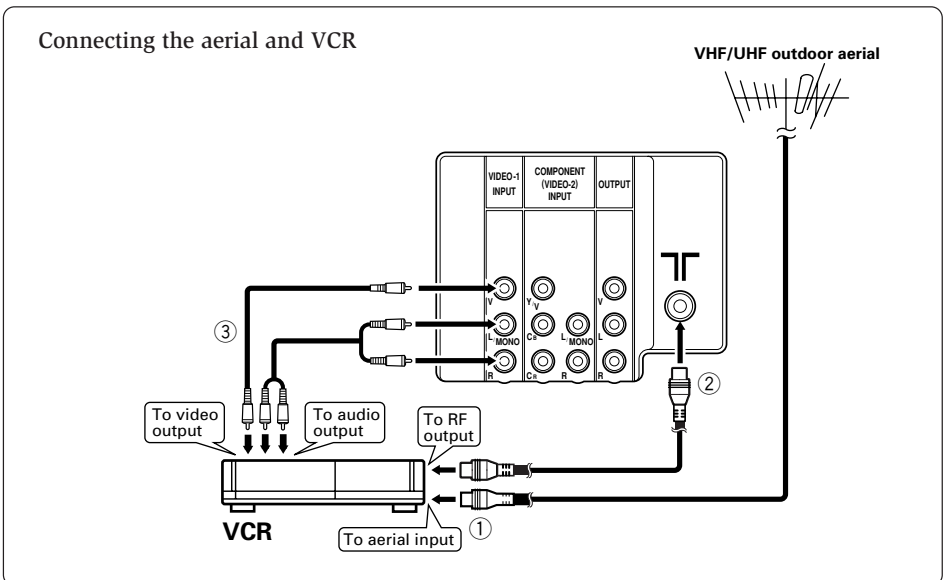 Connecting the aerial and VCR
VHF/UHF outdoor aerial
VIDEO-1
INPUT
COMPONENT
(VIDEO-2)
INPUT
OUTPUT
V
Y/V
V
L/MONO
CB
L/MONO
L
R
CR
R
R
③
②
To video
output
To audio
output
To RF
output
VCR
To aerial input
①